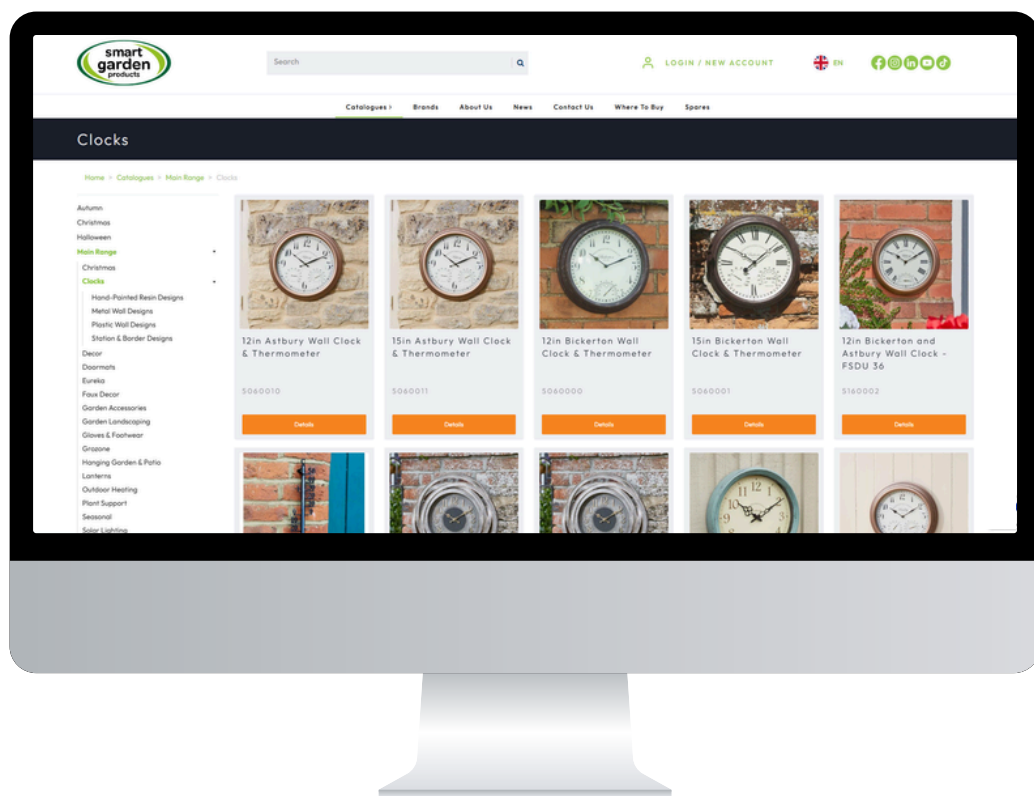 smart
garden
products
Search
LOGIN / NEW ACCOUNT
EN
Catalogues
Brands
About Us
News
Contact Us
Where To Buy
Spares
Clocks
Home > Catalogues > Main Range > Clocks
Autumn
Christmas
Halloween
Main Range
Christmas
Clocks
Hand-Painted Resin Designs
Metal Wall Designs
Plastic Wall Designs
Station & Border Designs
Decor
Doormats
Eureka
Faux Decor
Garden Accessories
Garden Landscaping
Gloves & Footwear
Grozone
Hanging Garden & Patio
Lanterns
Outdoor Heating
Plant Support
Seasonal
Solar Lighting
12in Astbury Wall Clock
& Thermometer
5060010
Details
15in Astbury Wall Clock
& Thermometer
5060011
Details
12in Bickerton Wall
Clock & Thermometer
5060000
Details
15in Bickerton Wall
Clock & Thermometer
5060001
Details
12in Bickerton and
Astbury Wall Clock -
FSDU 36
5160002
Details